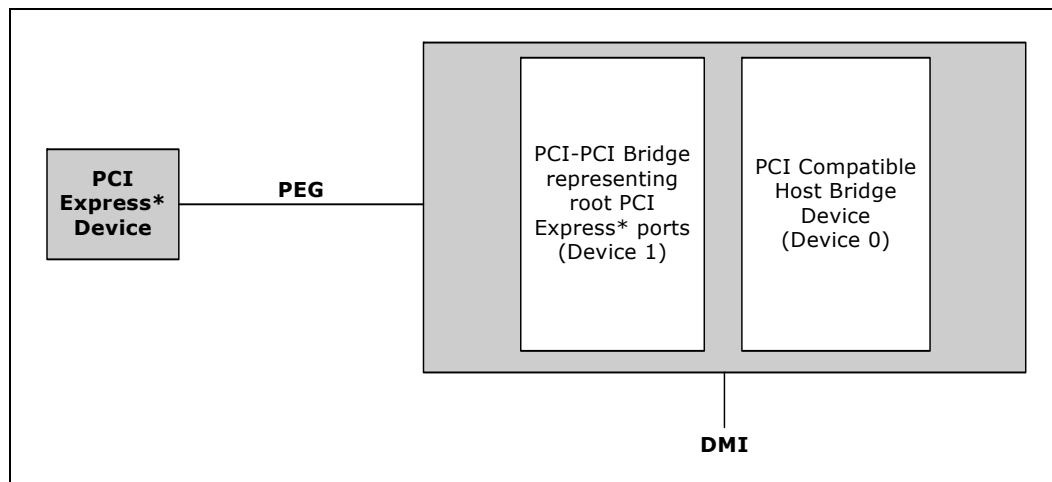 PCI
Express*
Device
PEG
PCI-PCI Bridge
representing
root PCI
Express* ports
(Device 1)
PCI Compatible
Host Bridge
Device
(Device 0)
DMI